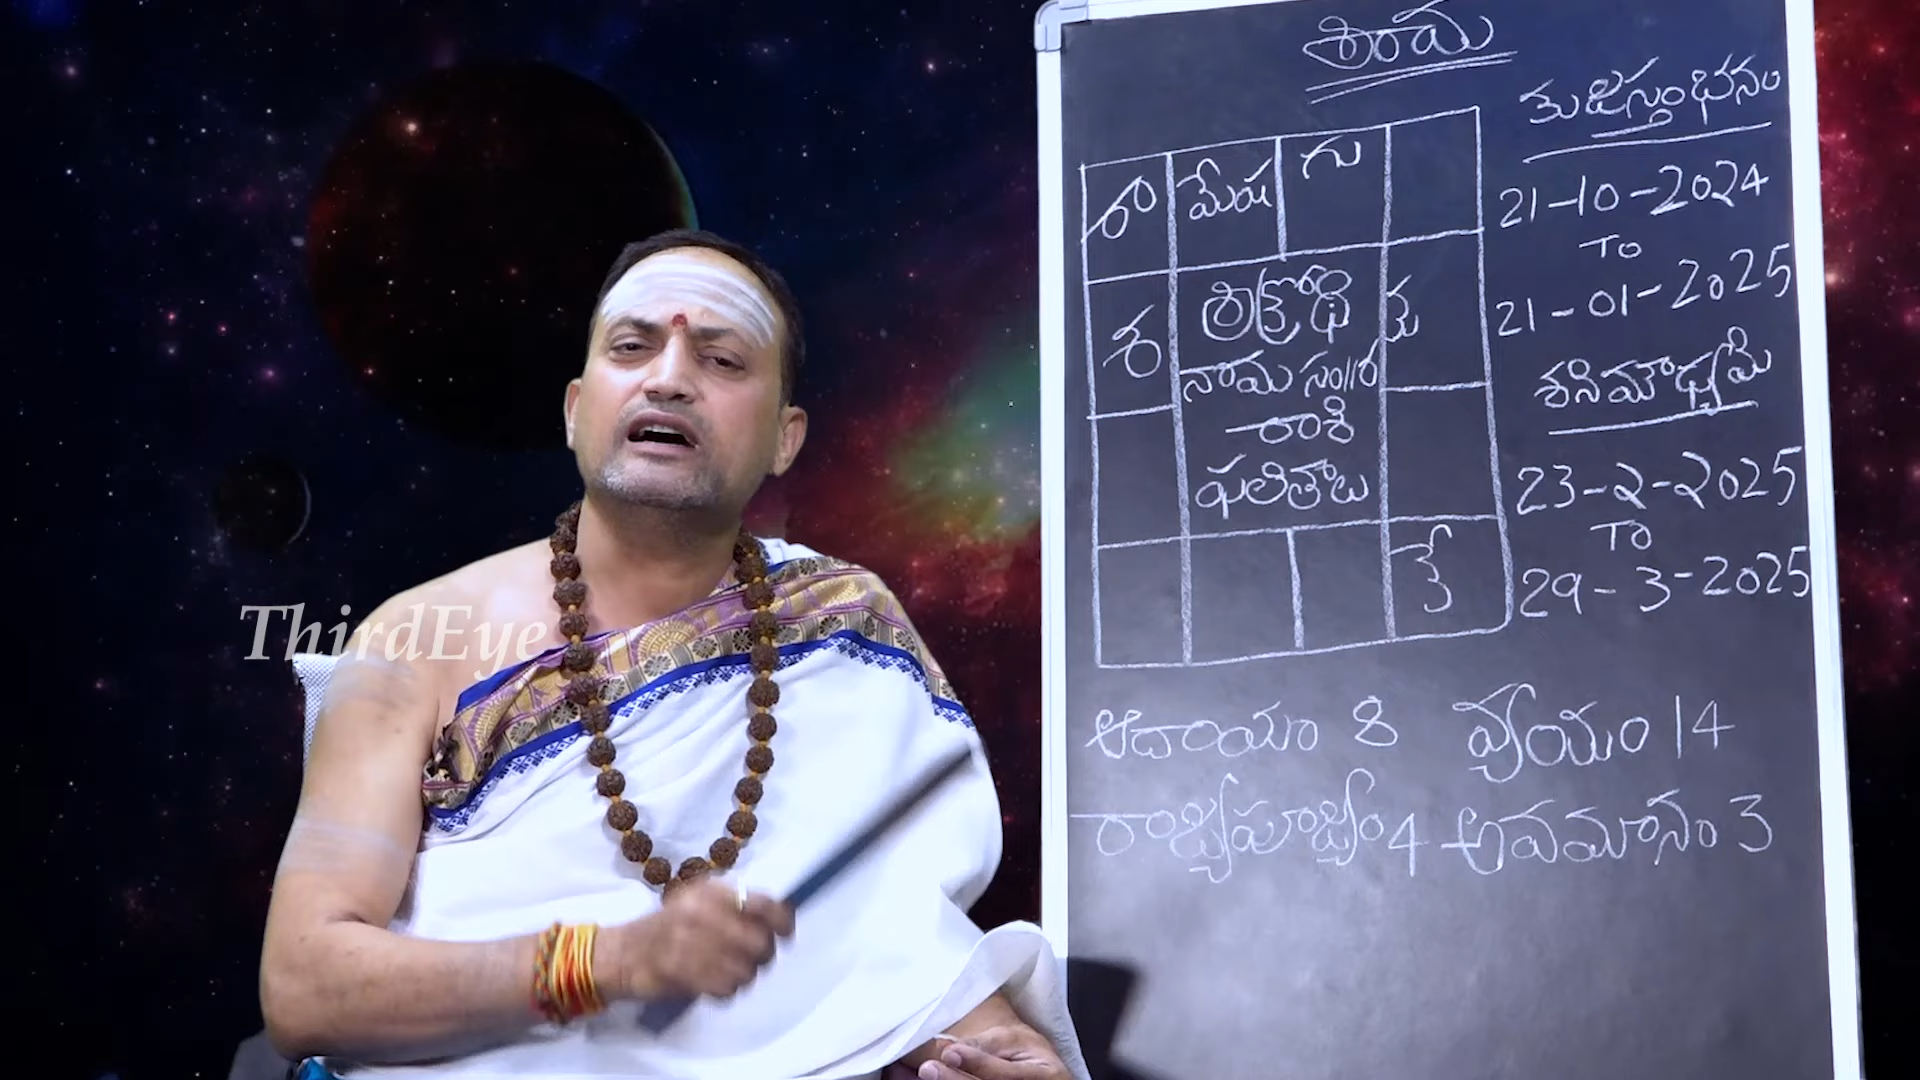 శ్రీరామ
కుజస్తంభనం
21-10-2024
TO
21-01-2025
శనిమౌఢ్యమి
23-2-2025
TO
29-3-2025
రా
మేష
గు
శ
కు
కే
శ్రీ క్రోధి
నామ సం॥ర
రాశి
ఫలితాలు
ఆదాయం 8 వ్యయం 14
రాజ్యపూజ్యం 4 అవమానం 3
ThirdEye